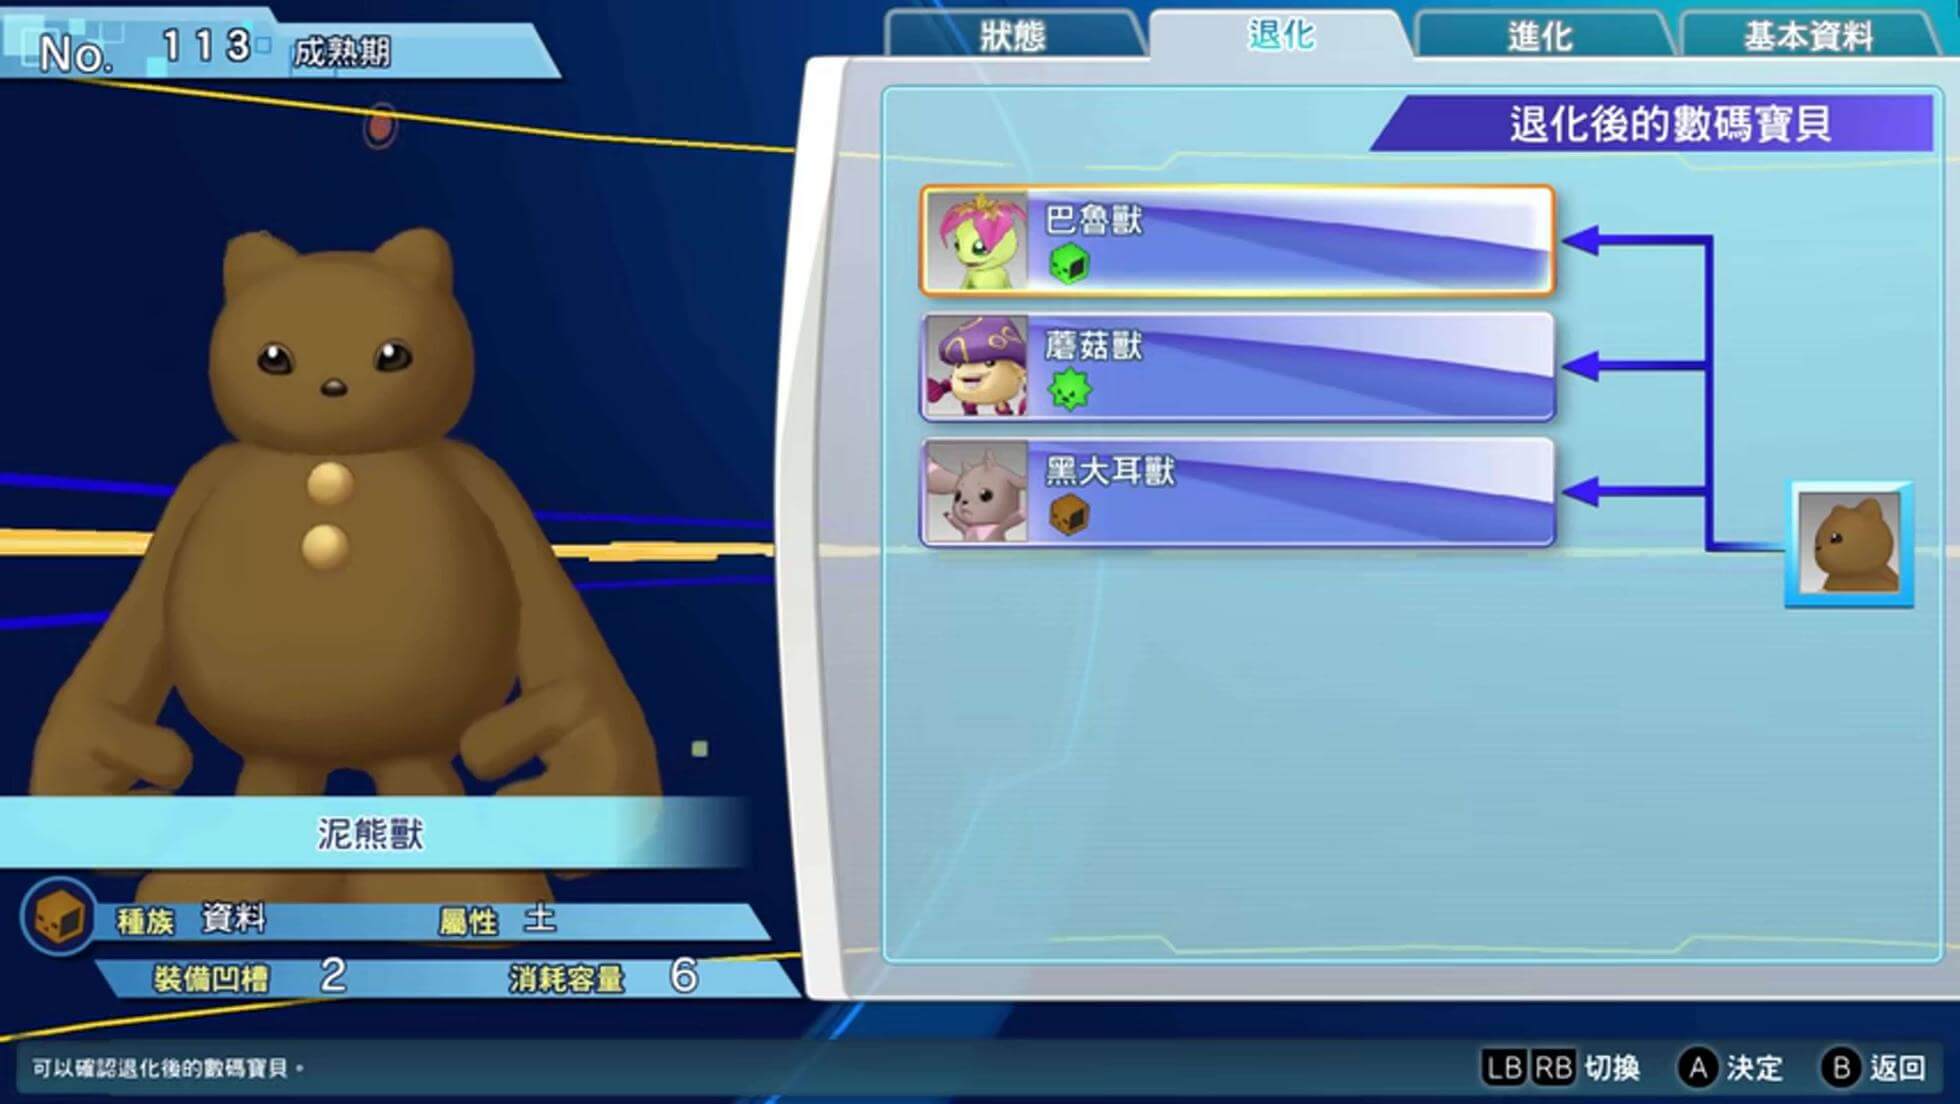 No. 113 成熟期
狀態 退化 進化 基本資料
退化後的數碼寶貝
巴魯獸
蘑菇獸
黑大耳獸
泥熊獸
種族 資料 屬性 土
裝備凹槽 2 消耗容量 6
可以確認退化後的數碼寶貝。
LB RB 切換 A 決定 B 返回